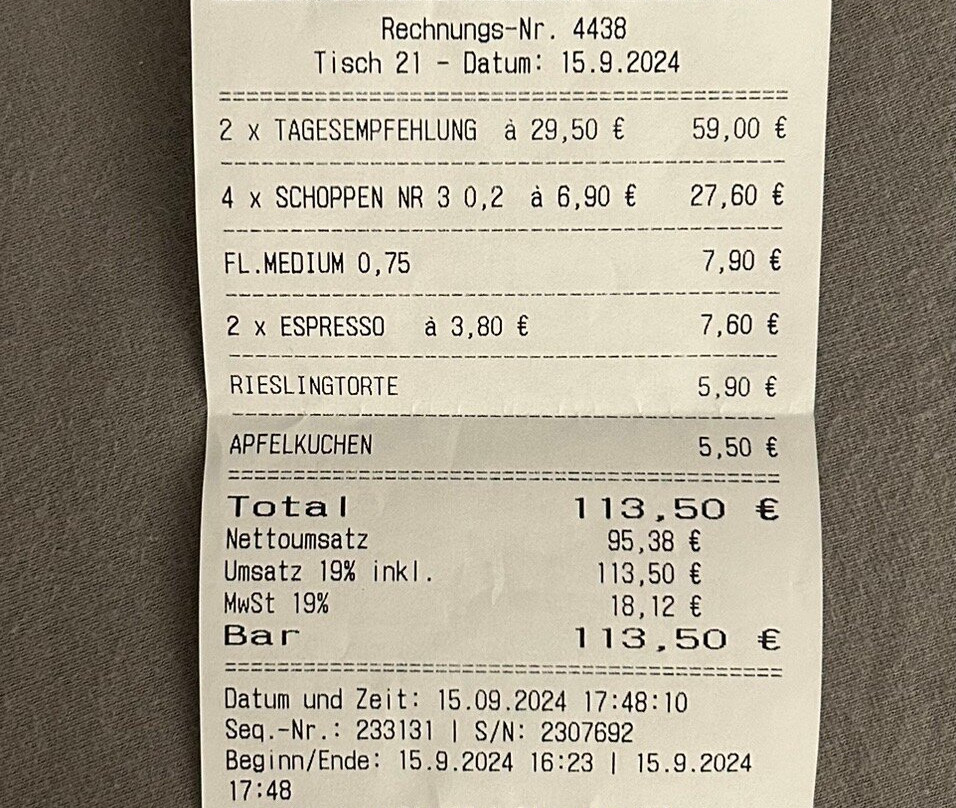 Rechnungs-Nr. 4438
Tisch 21 - Datum: 15.9.2024
2 x TAGESEMPFEHLUNG à 29,50 € 59,00 €
4 x SCHOPPEN NR 3 0,2 à 6,90 € 27,60 €
FL.MEDIUM 0,75 7,90 €
2 x ESPRESSO à 3,80 € 7,60 €
RIESLINGTORTE 5,90 €
APFELKUCHEN 5,50 €
Total 113,50 €
Nettoumsatz 95,38 €
Umsatz 19% inkl. 113,50 €
MwSt 19% 18,12 €
Bar 113,50 €
Datum und Zeit: 15.09.2024 17:48:10
Seq.-Nr.: 233131 | S/N: 2307692
Beginn/Ende: 15.9.2024 16:23 | 15.9.2024
17:48